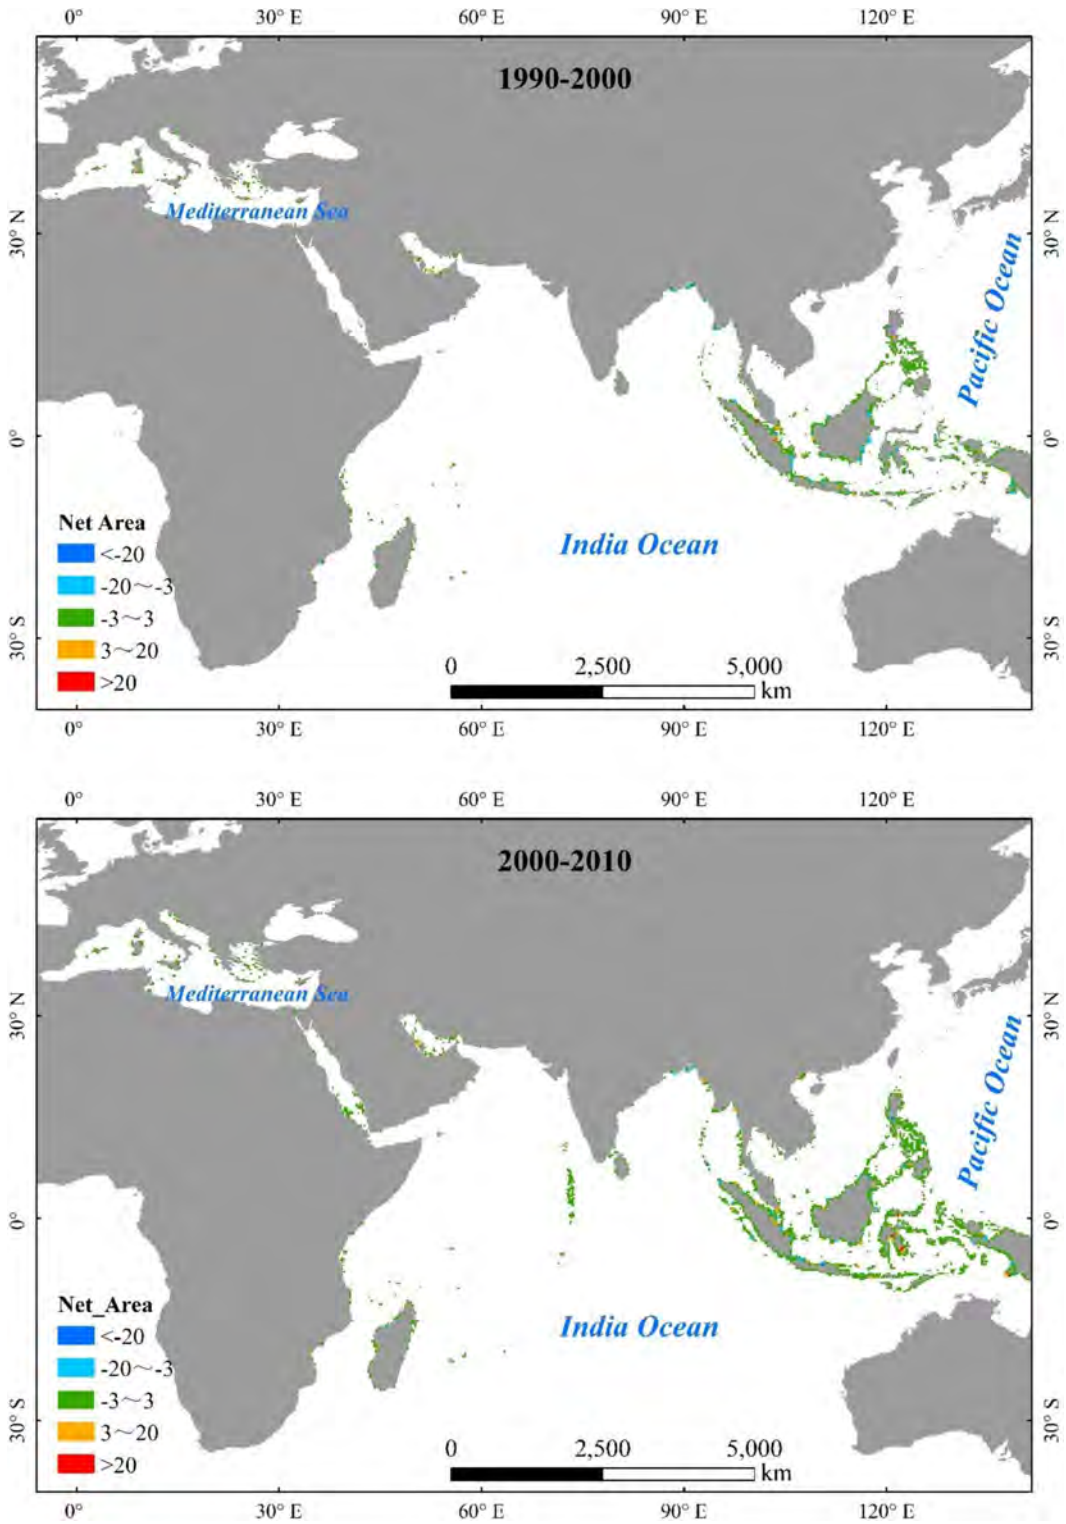 0° 30° E 60° E 90° E 120° E
1990-2000
Mediterranean Sea
30° N 30° N
Pacific Ocean
0° 0°
India Ocean
Net Area
<-20
-20～-3
-3～3
3～20
>20
30° S 30° S
0 2,500 5,000
km
0° 30° E 60° E 90° E 120° E
0° 30° E 60° E 90° E 120° E
2000-2010
Mediterranean Sea
30° N 30° N
Pacific Ocean
0° 0°
India Ocean
Net_Area
<-20
-20～-3
-3～3
3～20
>20
30° S 30° S
0 2,500 5,000
km
0° 30° E 60° E 90° E 120° E